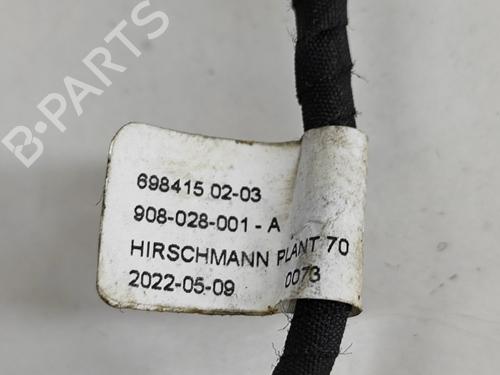 B-PARTS
698415 02-03
908-028-001 - A
HIRSCHMANN PLANT 70
2022-05-09 0073